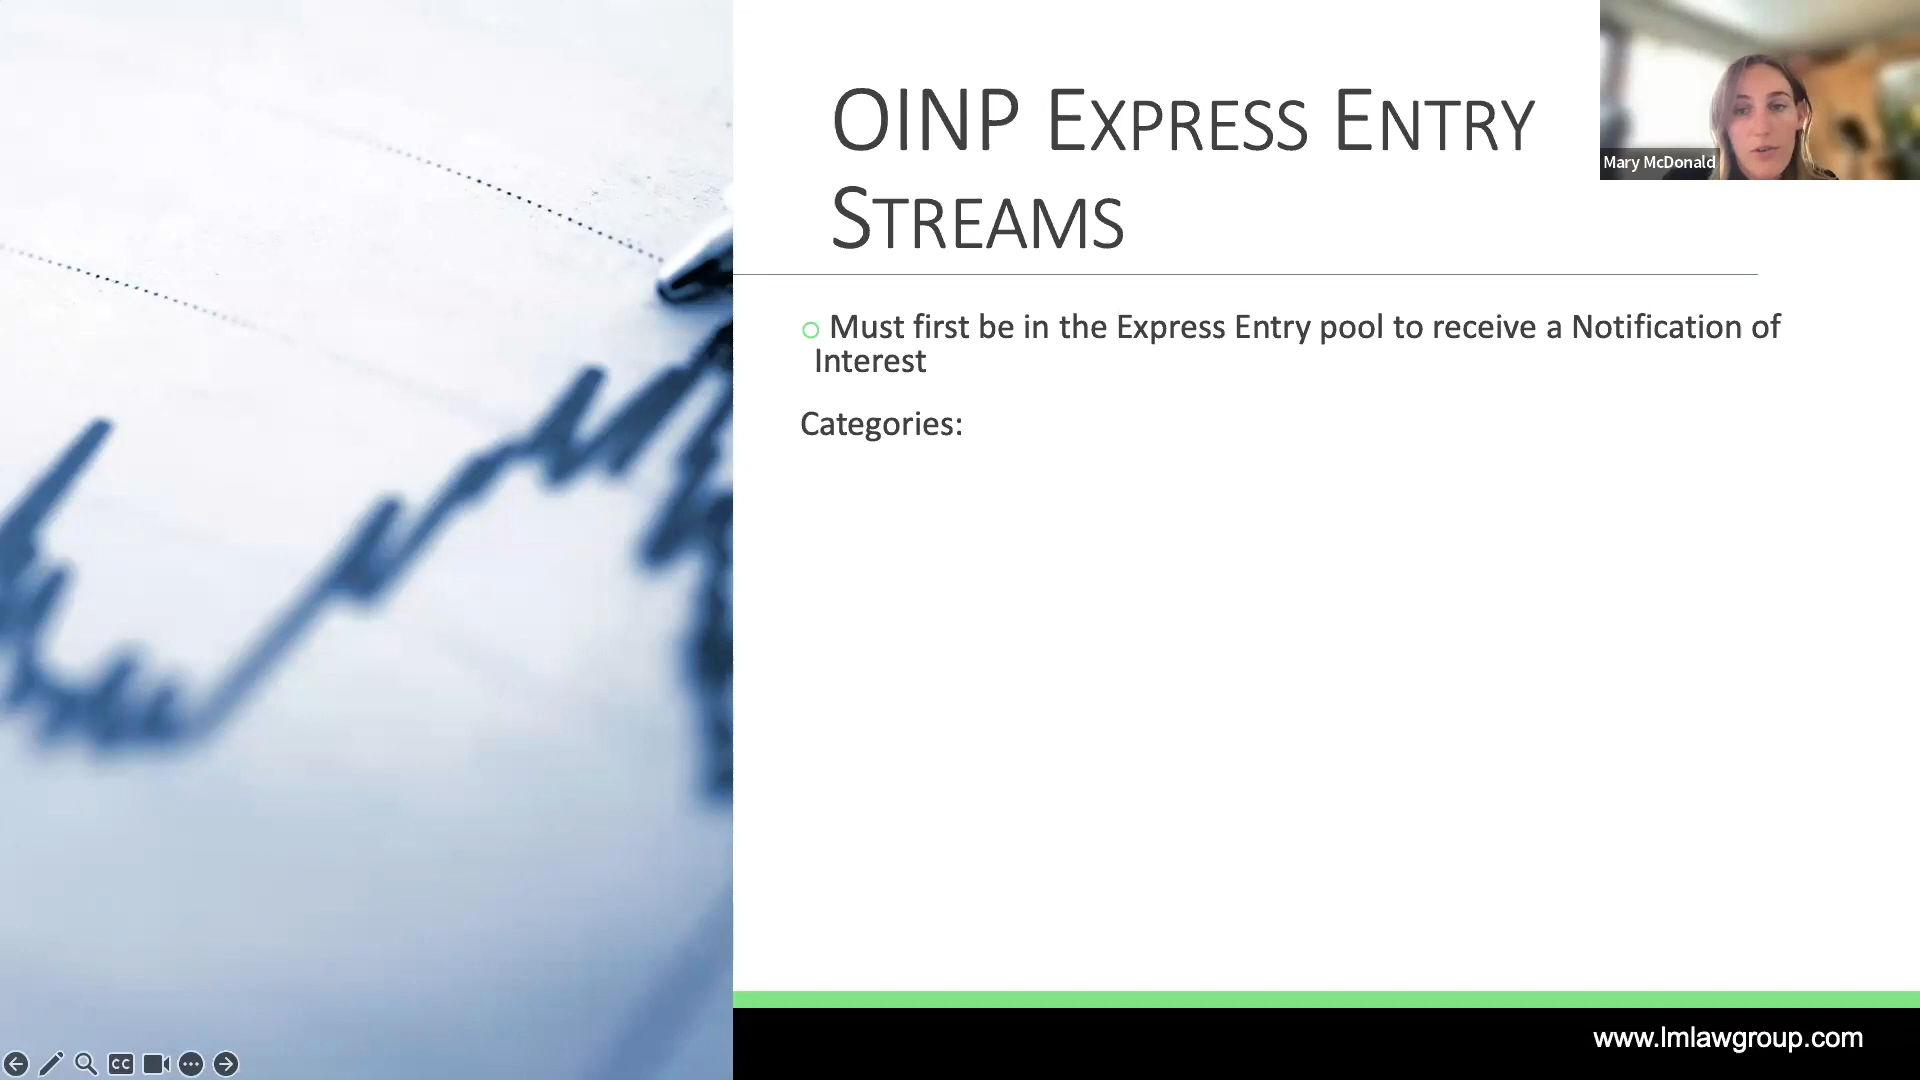 OINP EXPRESS ENTRY
STREAMS
Mary McDonald
Must first be in the Express Entry pool to receive a Notification of
Interest
Categories:
www.lmlawgroup.com
CC